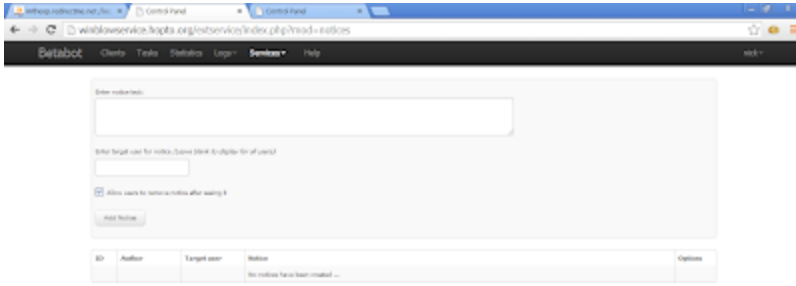 Control Panel
Control Panel
winblowservice.hopto.org/extservice/index.php?mod=notices
Betabot Clients Tasks Statistics Logs Services Help nick
Enter notice text:
Enter target user for notice (Leave blank to display for all users)
Allow users to remove notice after seeing it
Add Notice
ID Author Target user Notice Options
No notices have been created ...